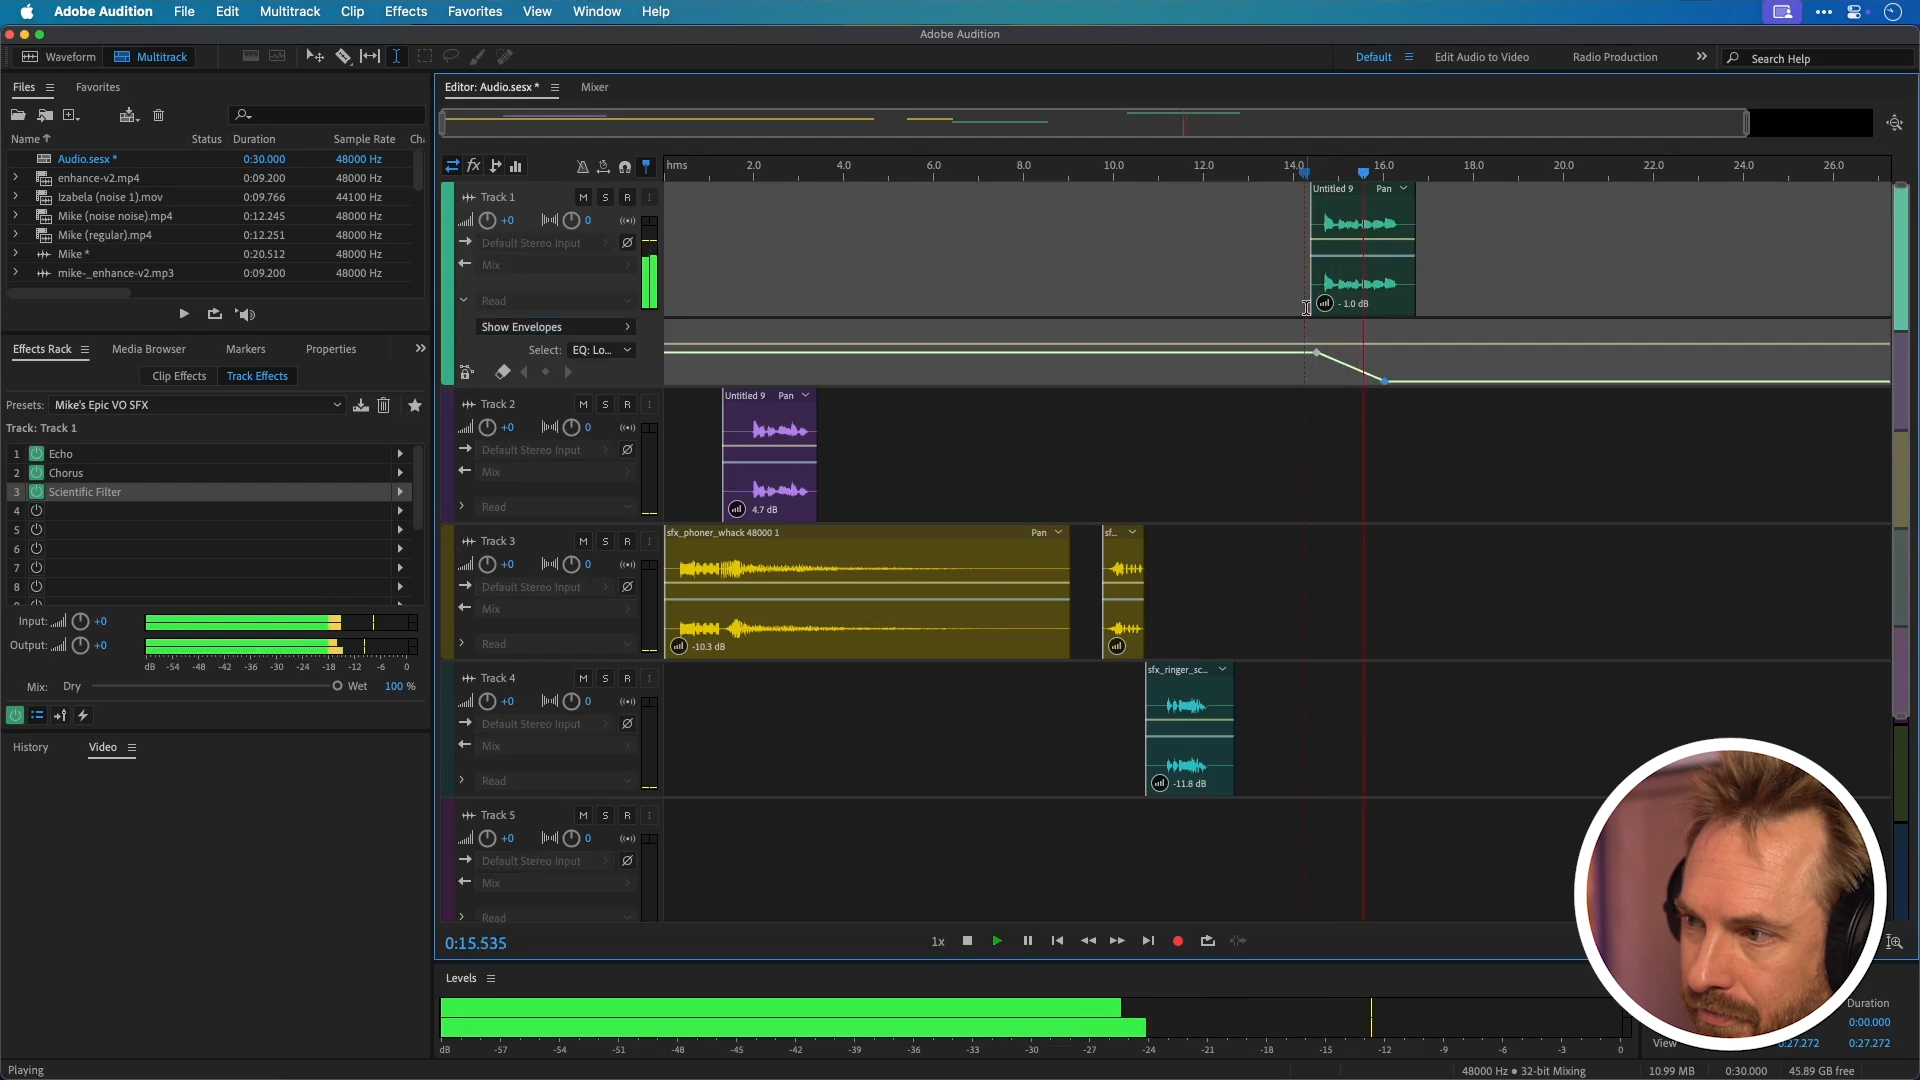 Adobe Audition File Edit Multitrack Clip Effects Favorites View Window Help
Adobe Audition
Waveform Multitrack Default Edit Audio to Video Radio Production Search Help
Files Favorites
Name Status Duration Sample Rate
Audio.sesx * 0:30.000 48000 Hz
enhance-v2.mp4 0:09.200 48000 Hz
Izabela (noise 1).mov 0:09.766 44100 Hz
Mike (noise noise).mp4 0:12.245 48000 Hz
Mike (regular).mp4 0:12.251 48000 Hz
Mike * 0:20.512 48000 Hz
mike-_enhance-v2.mp3 0:09.200 48000 Hz
Effects Rack Media Browser Markers Properties
Clip Effects Track Effects
Presets: Mike's Epic VO SFX
Track: Track 1
1 Echo
2 Chorus
3 Scientific Filter
4
5
6
7
8
Input: +0
Output: +0
dB -54 -48 -42 -36 -30 -24 -18 -12 -6 0
Mix: Dry Wet 100 %
History Video
Editor: Audio.sesx * Mixer
fx hms 2.0 4.0 6.0 8.0 10.0 12.0 14.0 16.0 18.0 20.0 22.0 24.0 26.0
Track 1 M S R I
+0 0
Default Stereo Input
Mix
Read
Show Envelopes
Select: EQ: Lo...
Untitled 9 Pan
- 1.0 dB
Track 2 M S R I
+0 0
Default Stereo Input
Mix
Read
Untitled 9 Pan
4.7 dB
Track 3 M S R I
+0 0
Default Stereo Input
Mix
Read
sfx_phoner_whack 48000 1 Pan
-10.3 dB
sf...
Track 4 M S R I
+0 0
Default Stereo Input
Mix
Read
sfx_ringer_sc...
-11.8 dB
Track 5 M S R I
+0 0
Default Stereo Input
Mix
Read
0:15.535 1x
Levels
dB -57 -54 -51 -48 -45 -42 -39 -36 -33 -30 -27 -24 -21 -18 -15 -12 -9 -6 -3 0
Duration
0:00.000
View 0:27.272 0:27.272
Playing 48000 Hz ● 32-bit Mixing 10.99 MB 0:30.000 45.89 GB free